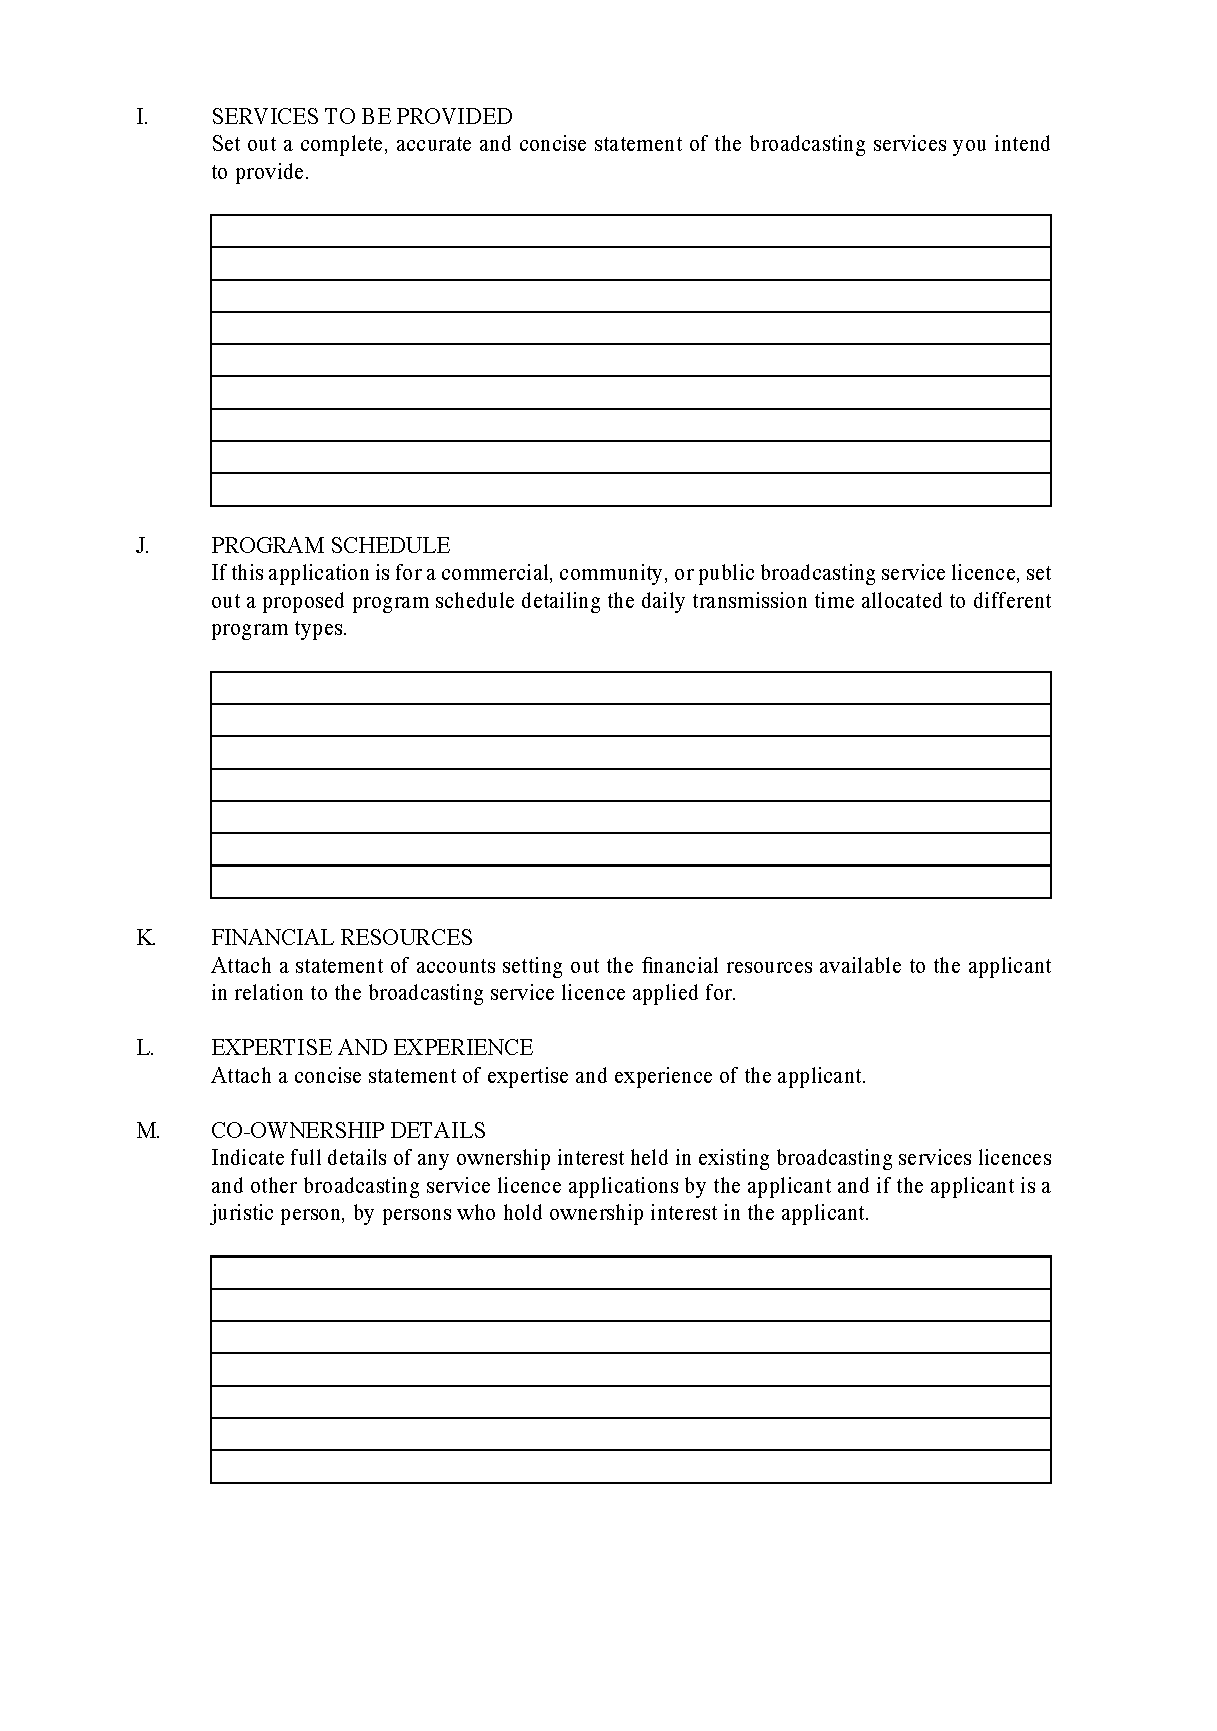 I. SERVICES TO BE PROVIDED
Set out a complete, accurate and concise statement of the broadcasting services you intend
to provide.
J. PROGRAM SCHEDULE
If this application is for a commercial, community, or public broadcasting service licence, set
out a proposed program schedule detailing the daily transmission time allocated to different
program types.
K. FINANCIAL RESOURCES
Attach a statement of accounts setting out the financial resources available to the applicant
in relation to the broadcasting service licence applied for.
L. EXPERTISE AND EXPERIENCE
Attach a concise statement of expertise and experience of the applicant.
M. CO-OWNERSHIP DETAILS
Indicate full details of any ownership interest held in existing broadcasting services licences
and other broadcasting service licence applications by the applicant and if the applicant is a
juristic person, by persons who hold ownership interest in the applicant.